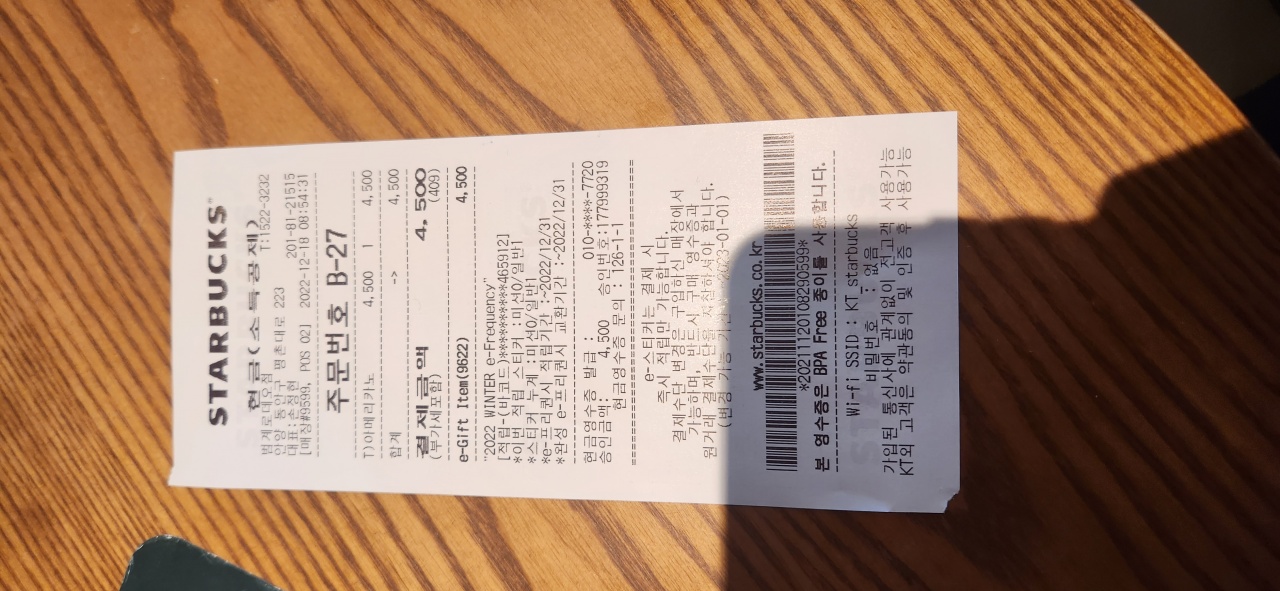 STARBUCKS
현금(소득공제)
범계로데오점 T:1522-3232
안양 동안구 평촌대로 223 201-81-21515
대표:손정현
[매장#9599, POS 02] 2022-12-18 08:54:31
주문번호 B-27
T)아메리카노 4,500 1 4,500
합계 -> 4,500
결제금액 4,500
(부가세포함) (409)
e-Gift Item(9622) 4,500
"2022 WINTER e-Frequency"
[적립-(바코드)**********465912]
*이번 적립 스티커 :미션0/일반1
*스티커 누계 :미션0/일반1
*e-프리퀀시 적립기간 :~2022/12/31
*완성 e-프리퀀시 교환기간 :~2022/12/31
현금영수증 발급 : 010-****-7720
승인금액: 4,500 승인번호:177999319
현금영수증문의 : 126-1-1
e-스티커는 결제 시
즉시 적립만 가능합니다.
결제수단 변경은 구입하신 매장에서
가능하며, 반드시 구매 영수증과
원거래 결제수단을 지참하셔야 합니다.
(변경 가능 기간 2023-01-01)
www.starbucks.co.kr
*20211120108290599*
본 영수증은 BPA Free 종이를 사용합니다.
Wi-fi SSID : KT starbucks
비밀번호 : 없음
가입된 통신사에 관계없이 전고객 사용가능
KT외 고객은 약관동의 및 인증 후 사용가능